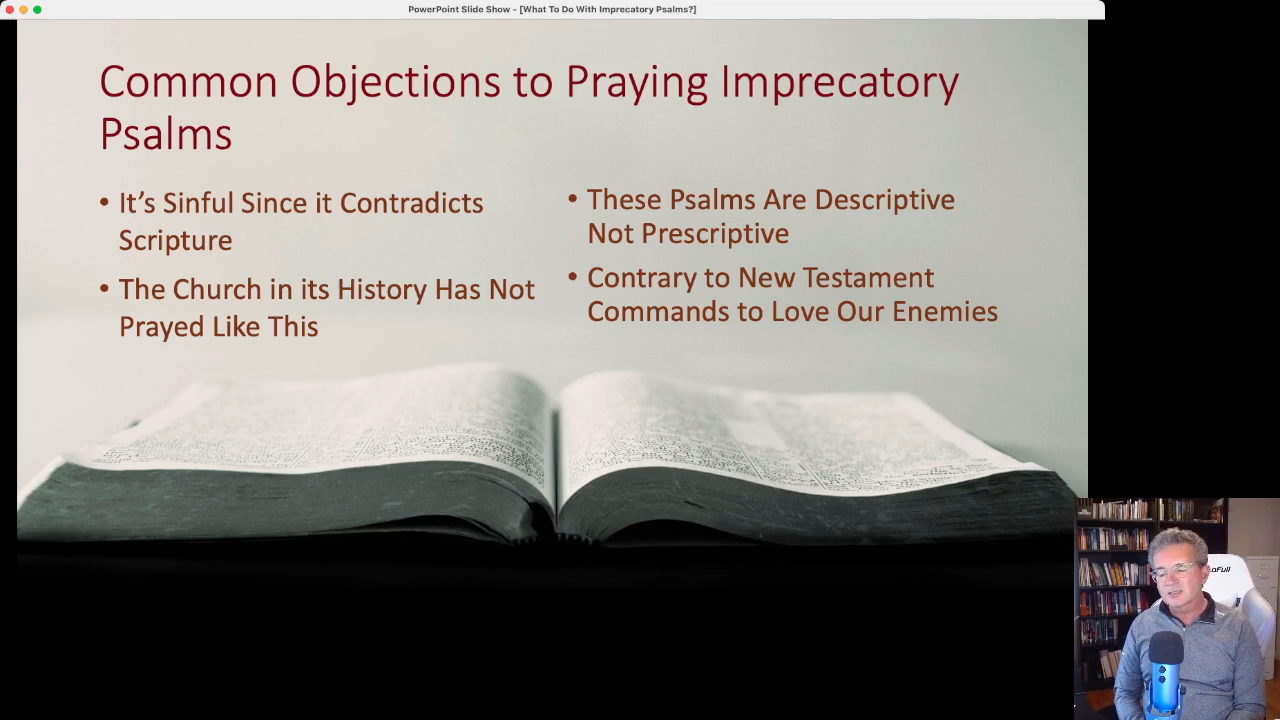 PowerPoint Slide Show - [What To Do With Imprecatory Psalms?]
Common Objections to Praying Imprecatory
Psalms
• It’s Sinful Since it Contradicts
Scripture
• The Church in its History Has Not
Prayed Like This
• These Psalms Are Descriptive
Not Prescriptive
• Contrary to New Testament
Commands to Love Our Enemies